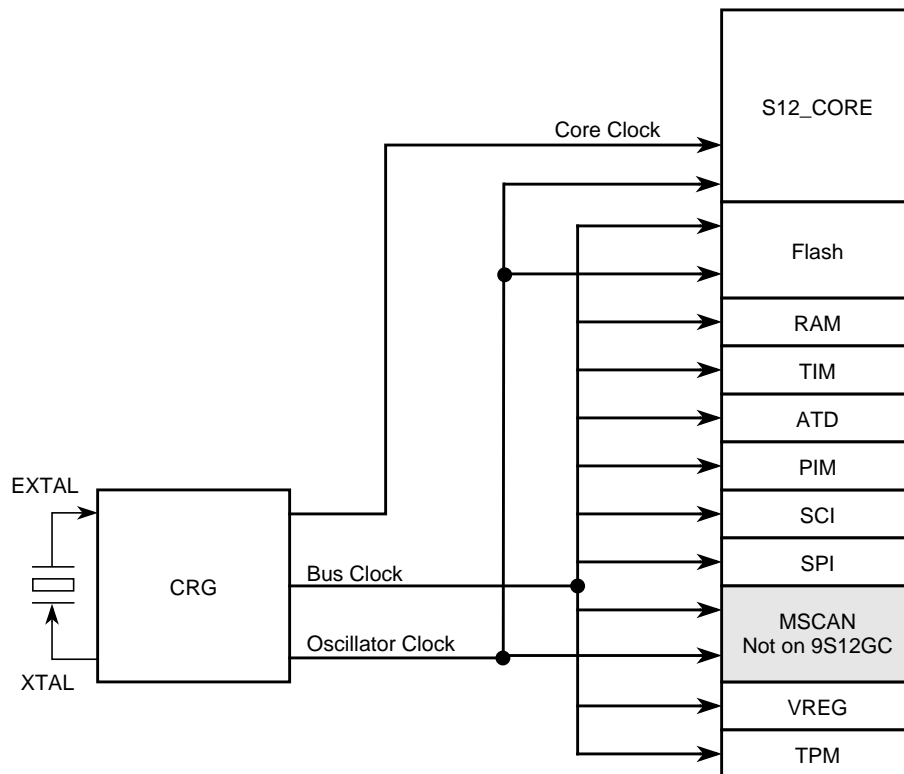 S12_CORE
Core Clock
Flash
RAM
TIM
ATD
PIM
EXTAL
SCI
SPI
Bus Clock
CRG
MSCAN
Not on 9S12GC
Oscillator Clock
XTAL
VREG
TPM